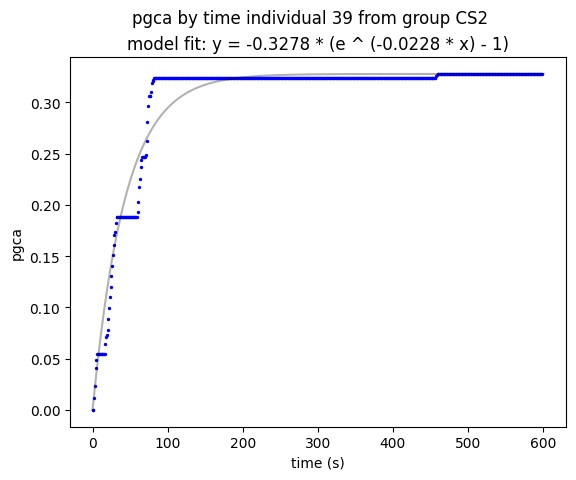 pgca by time individual 39 from group CS2
model fit: y = -0.3278 * (e ^ (-0.0228 * x) - 1)
0.30
0.25
0.20
0.15
0.10
0.05
0.00
pgca
0 100 200 300 400 500 600
time (s)